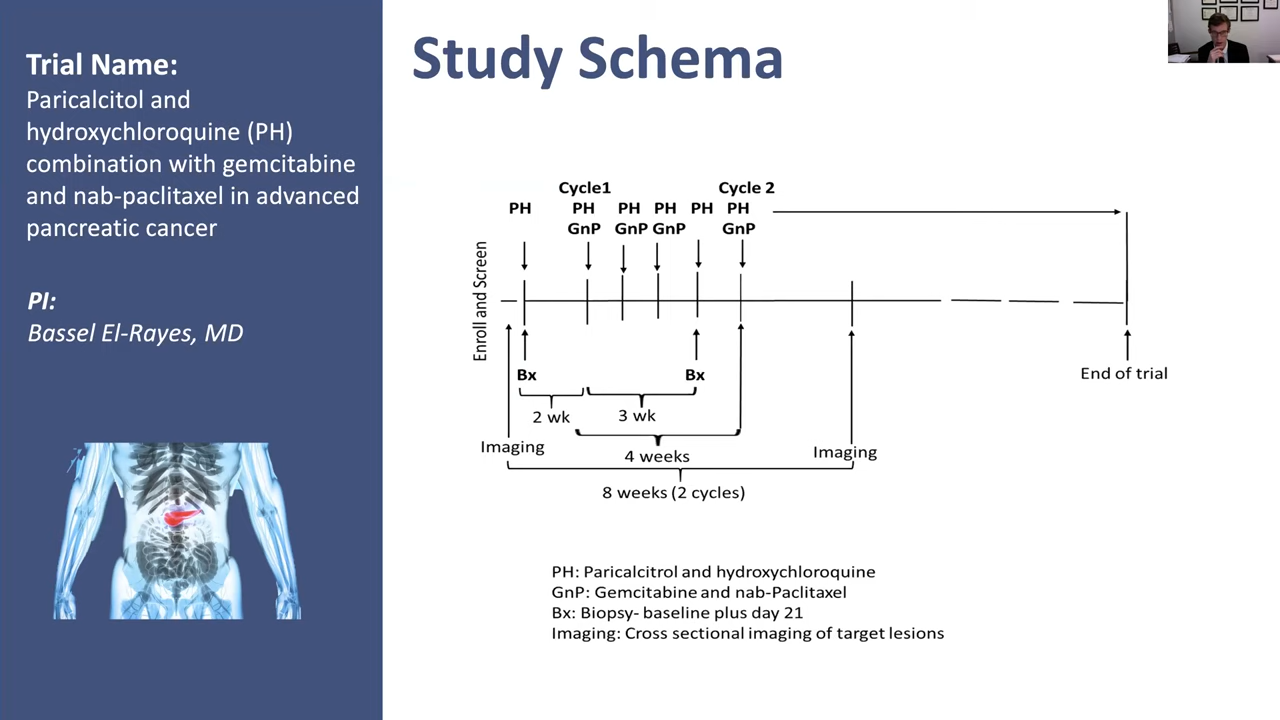 Trial Name:
Paricalcitol and
hydroxychloroquine (PH)
combination with gemcitabine
and nab-paclitaxel in advanced
pancreatic cancer
PI:
Bassel El-Rayes, MD
Study Schema
Cycle1
Cycle 2
PH
PH
PH
PH
PH
PH
GnP
GnP
GnP
GnP
Enroll and Screen
Bx
Bx
End of trial
2 wk
3 wk
Imaging
4 weeks
Imaging
8 weeks (2 cycles)
PH: Paricalcitrol and hydroxychloroquine
GnP: Gemcitabine and nab-Paclitaxel
Bx: Biopsy- baseline plus day 21
Imaging: Cross sectional imaging of target lesions